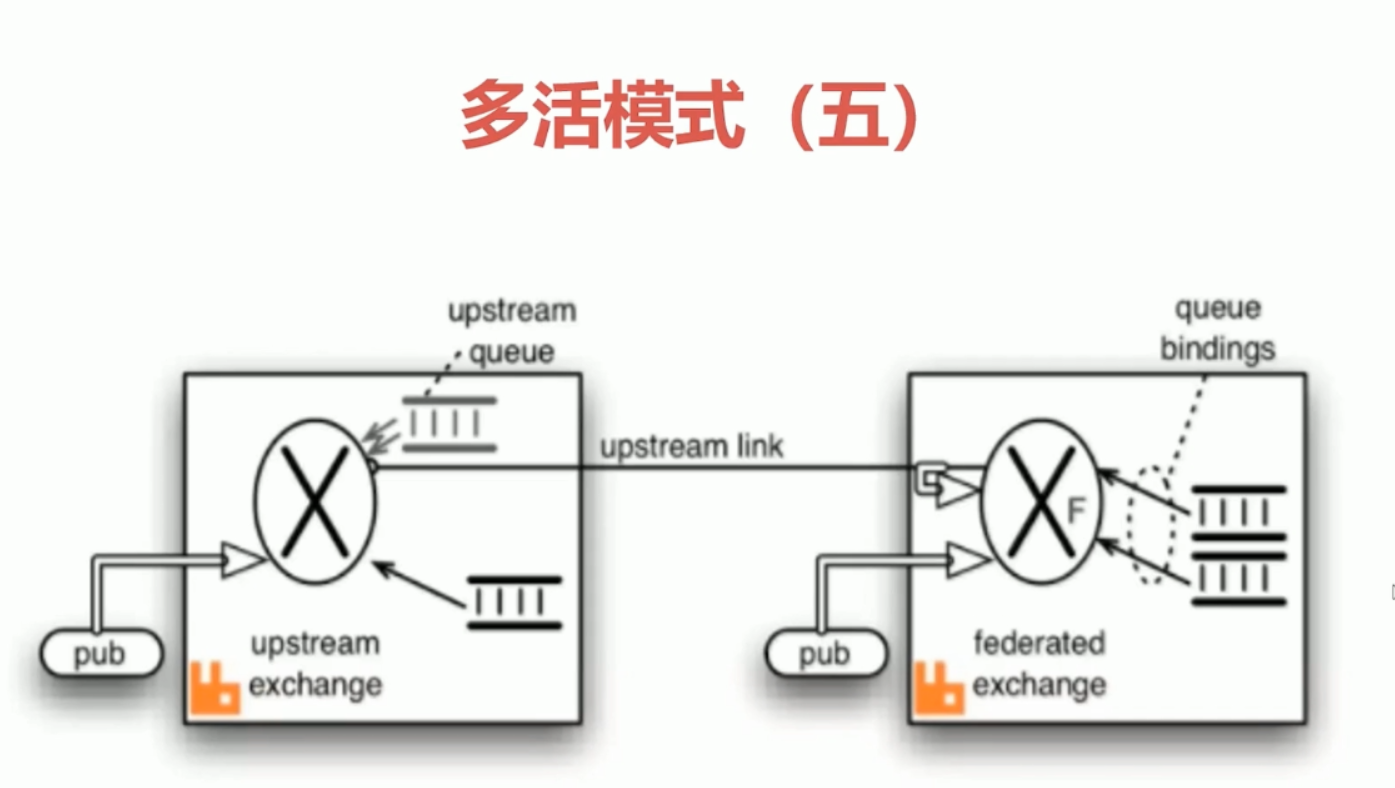 多活模式（五）
upstream
queue
queue
bindings
upstream link
F
pub
upstream
exchange
pub
federated
exchange